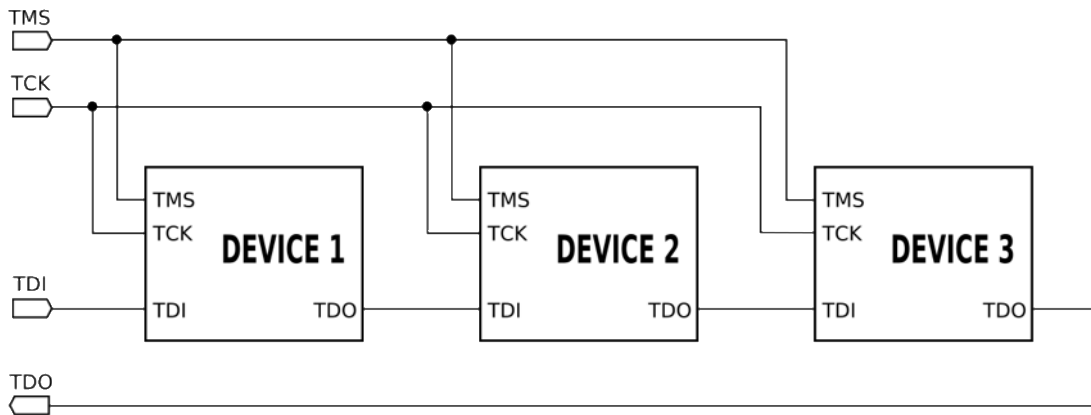 TMS
TCK
TMS
TCK
DEVICE 1
TDI
TDO
TMS
TCK
DEVICE 2
TDI
TDO
TMS
TCK
DEVICE 3
TDI
TDO
TDI
TDO